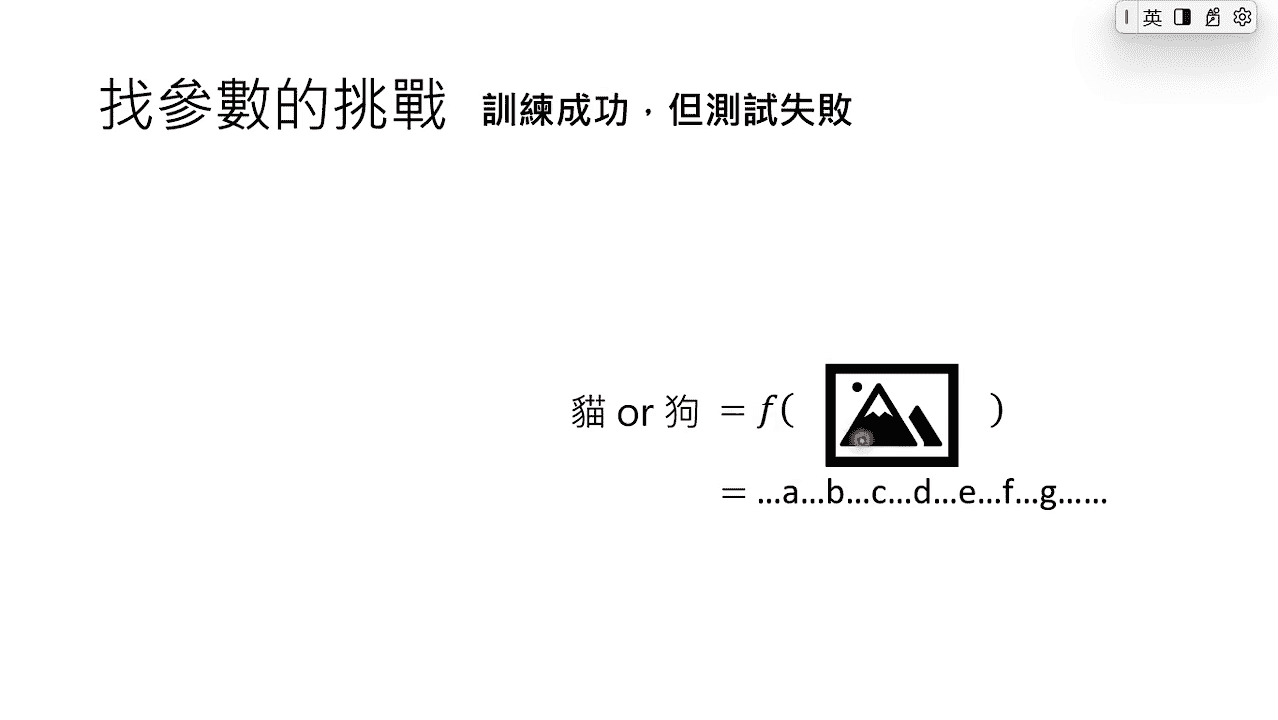 英
找參數的挑戰 訓練成功，但測試失敗
貓 or 狗 = f( )
= …a…b…c…d…e…f…g……